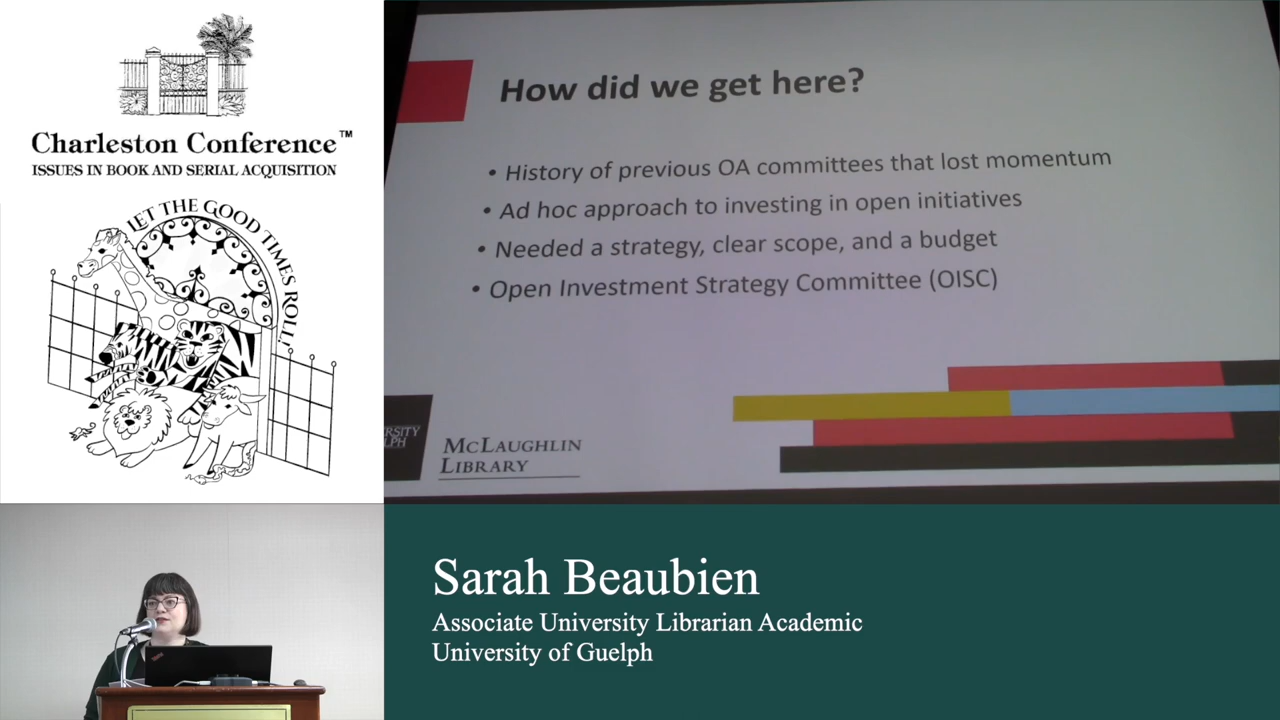 Charleston Conference™
ISSUES IN BOOK AND SERIAL ACQUISITION
LET THE GOOD TIMES ROLL!
How did we get here?
• History of previous OA committees that lost momentum
• Ad hoc approach to investing in open initiatives
• Needed a strategy, clear scope, and a budget
• Open Investment Strategy Committee (OISC)
MCLAUGHLIN
LIBRARY
Sarah Beaubien
Associate University Librarian Academic
University of Guelph